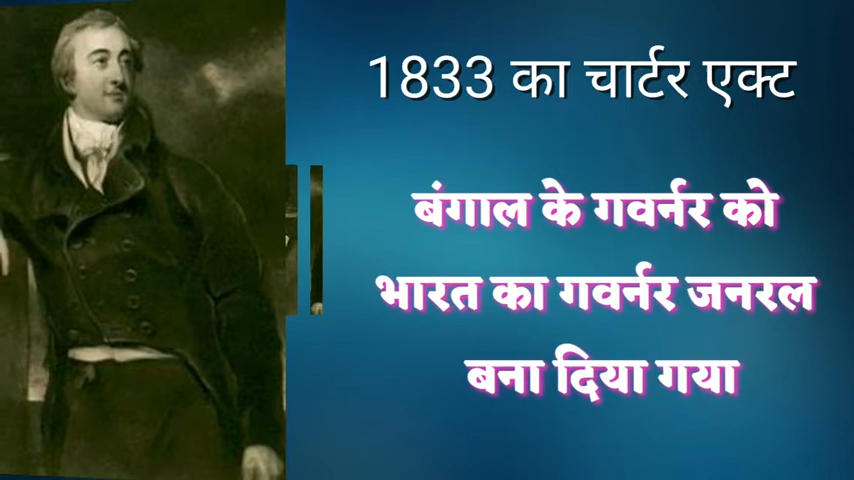 1833 का चार्टर एक्ट
बंगाल के गवर्नर को
भारत का गवर्नर जनरल
बना दिया गया